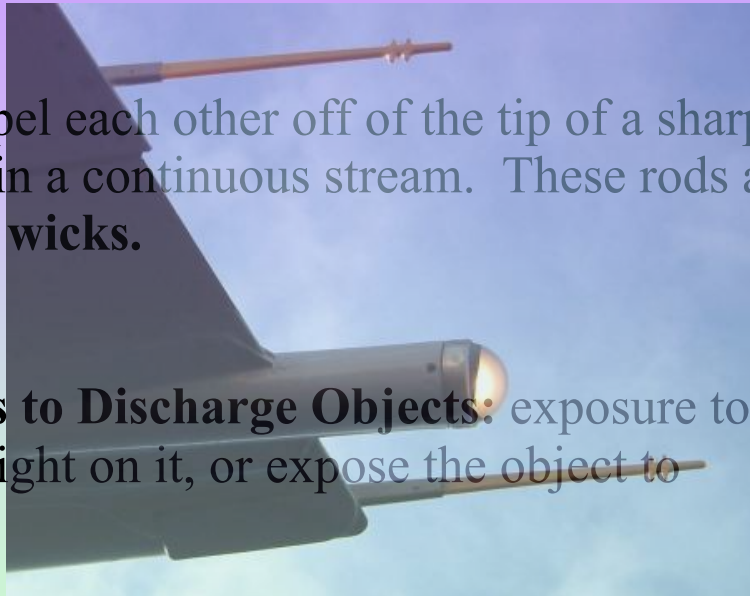 pel each other off of the tip of a sharp
in a continuous stream. These rods a
wicks.
s to Discharge Objects: exposure to
ight on it, or expose the object to